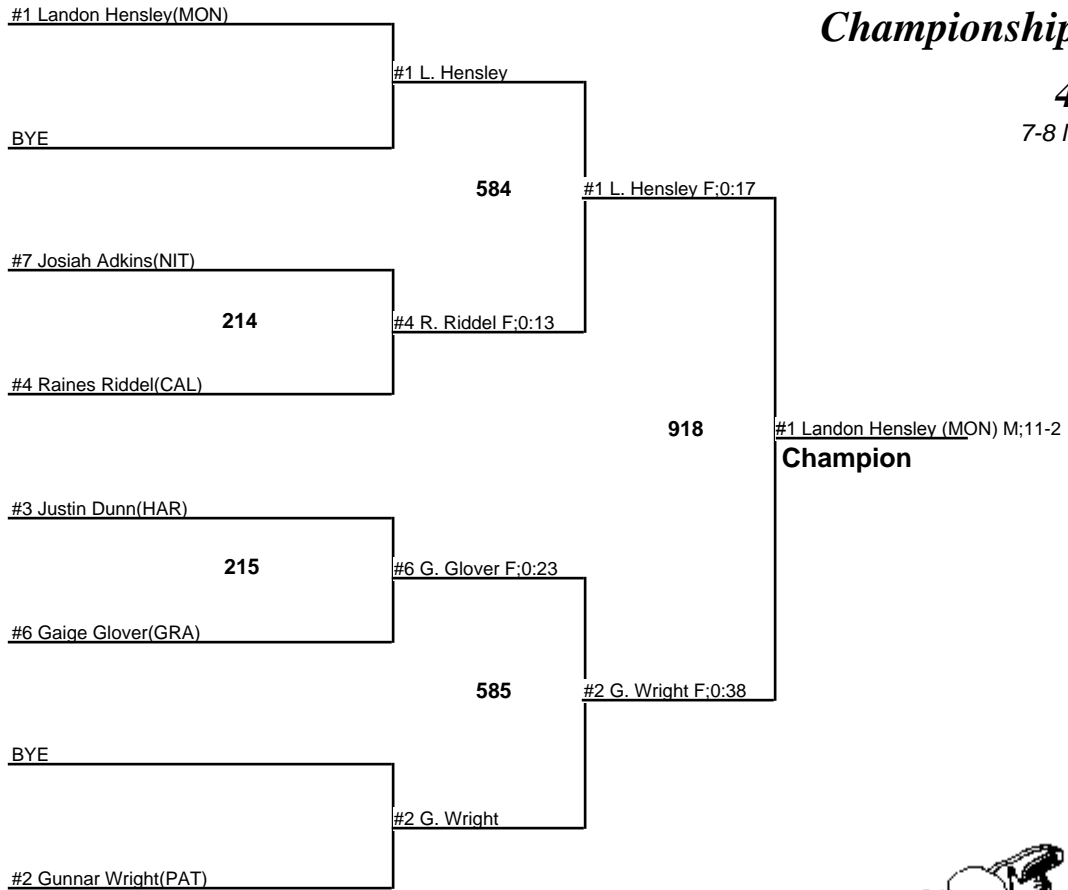 #1 Landon Hensley(MON)
Championship
#1 L. Hensley
4
7-8
BYE
584
#1 L. Hensley F;0:17
#7 Josiah Adkins(NIT)
214
#4 R. Riddel F;0:13
#4 Raines Riddel(CAL)
918
#1 Landon Hensley (MON) M;11-2
Champion
#3 Justin Dunn(HAR)
215
#6 G. Glover F;0:23
#6 Gaige Glover(GRA)
585
#2 G. Wright F;0:38
BYE
#2 G. Wright
#2 Gunnar Wright(PAT)